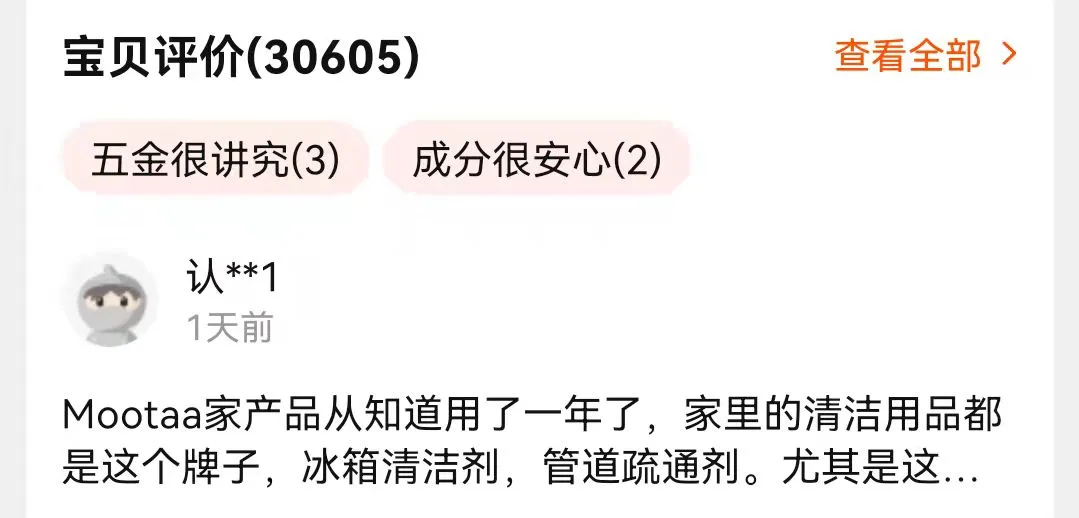 宝贝评价(30605)
查看全部 >
五金很讲究(3)
成分很安心(2)
认**1
1天前
Mootaa家产品从知道用了一年了，家里的清洁用品都
是这个牌子，冰箱清洁剂，管道疏通剂。尤其是这...